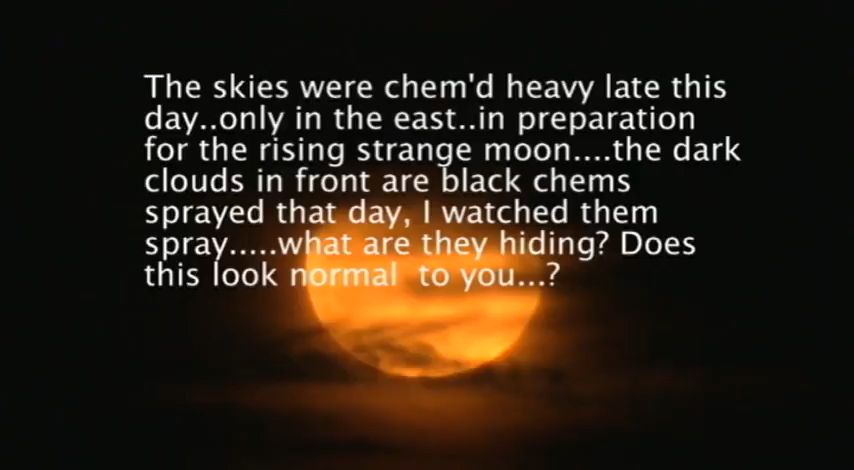 The skies were chem'd heavy late this
day..only in the east..in preparation
for the rising strange moon....the dark
clouds in front are black chems
sprayed that day, I watched them
spray.....what are they hiding? Does
this look normal  to you...?